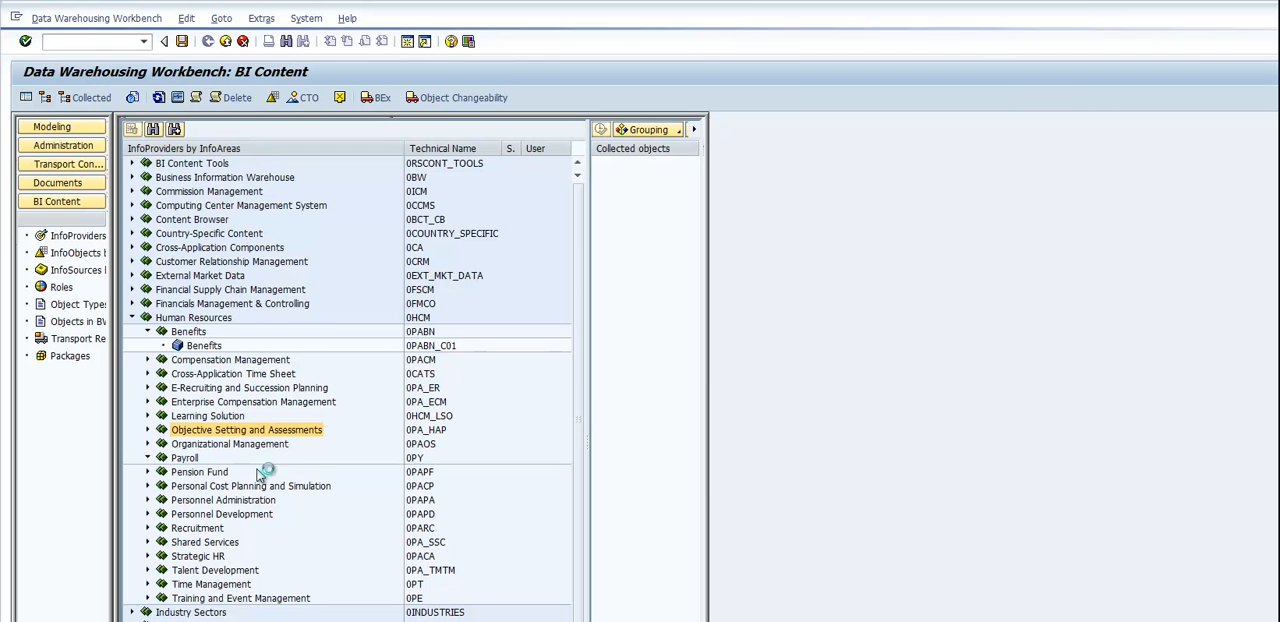 Data Warehousing Workbench Edit Goto Extras System Help
Data Warehousing Workbench: BI Content
Collected Delete CTO BEx Object Changeability
Modeling
Administration
Transport Con...
Documents
BI Content
InfoProviders
InfoObjects b
InfoSources
Roles
Object Types
Objects in BW
Transport Re
Packages
InfoProviders by InfoAreas Technical Name S. User
BI Content Tools 0RSCONT_TOOLS
Business Information Warehouse 0BW
Commission Management 0ICM
Computing Center Management System 0CCMS
Content Browser 0BCT_CB
Country-Specific Content 0COUNTRY_SPECIFIC
Cross-Application Components 0CA
Customer Relationship Management 0CRM
External Market Data 0EXT_MKT_DATA
Financial Supply Chain Management 0FSCM
Financials Management & Controlling 0FMCO
Human Resources 0HCM
Benefits 0PABN
Benefits 0PABN_C01
Compensation Management 0PACM
Cross-Application Time Sheet 0CATS
E-Recruiting and Succession Planning 0PA_ER
Enterprise Compensation Management 0PA_ECM
Learning Solution 0HCM_LSO
Objective Setting and Assessments 0PA_HAP
Organizational Management 0PAOS
Payroll 0PY
Pension Fund 0PAPF
Personal Cost Planning and Simulation 0PACP
Personnel Administration 0PAPA
Personnel Development 0PAPD
Recruitment 0PARC
Shared Services 0PA_SSC
Strategic HR 0PACA
Talent Development 0PA_TMTM
Time Management 0PT
Training and Event Management 0PE
Industry Sectors 0INDUSTRIES
Grouping
Collected objects